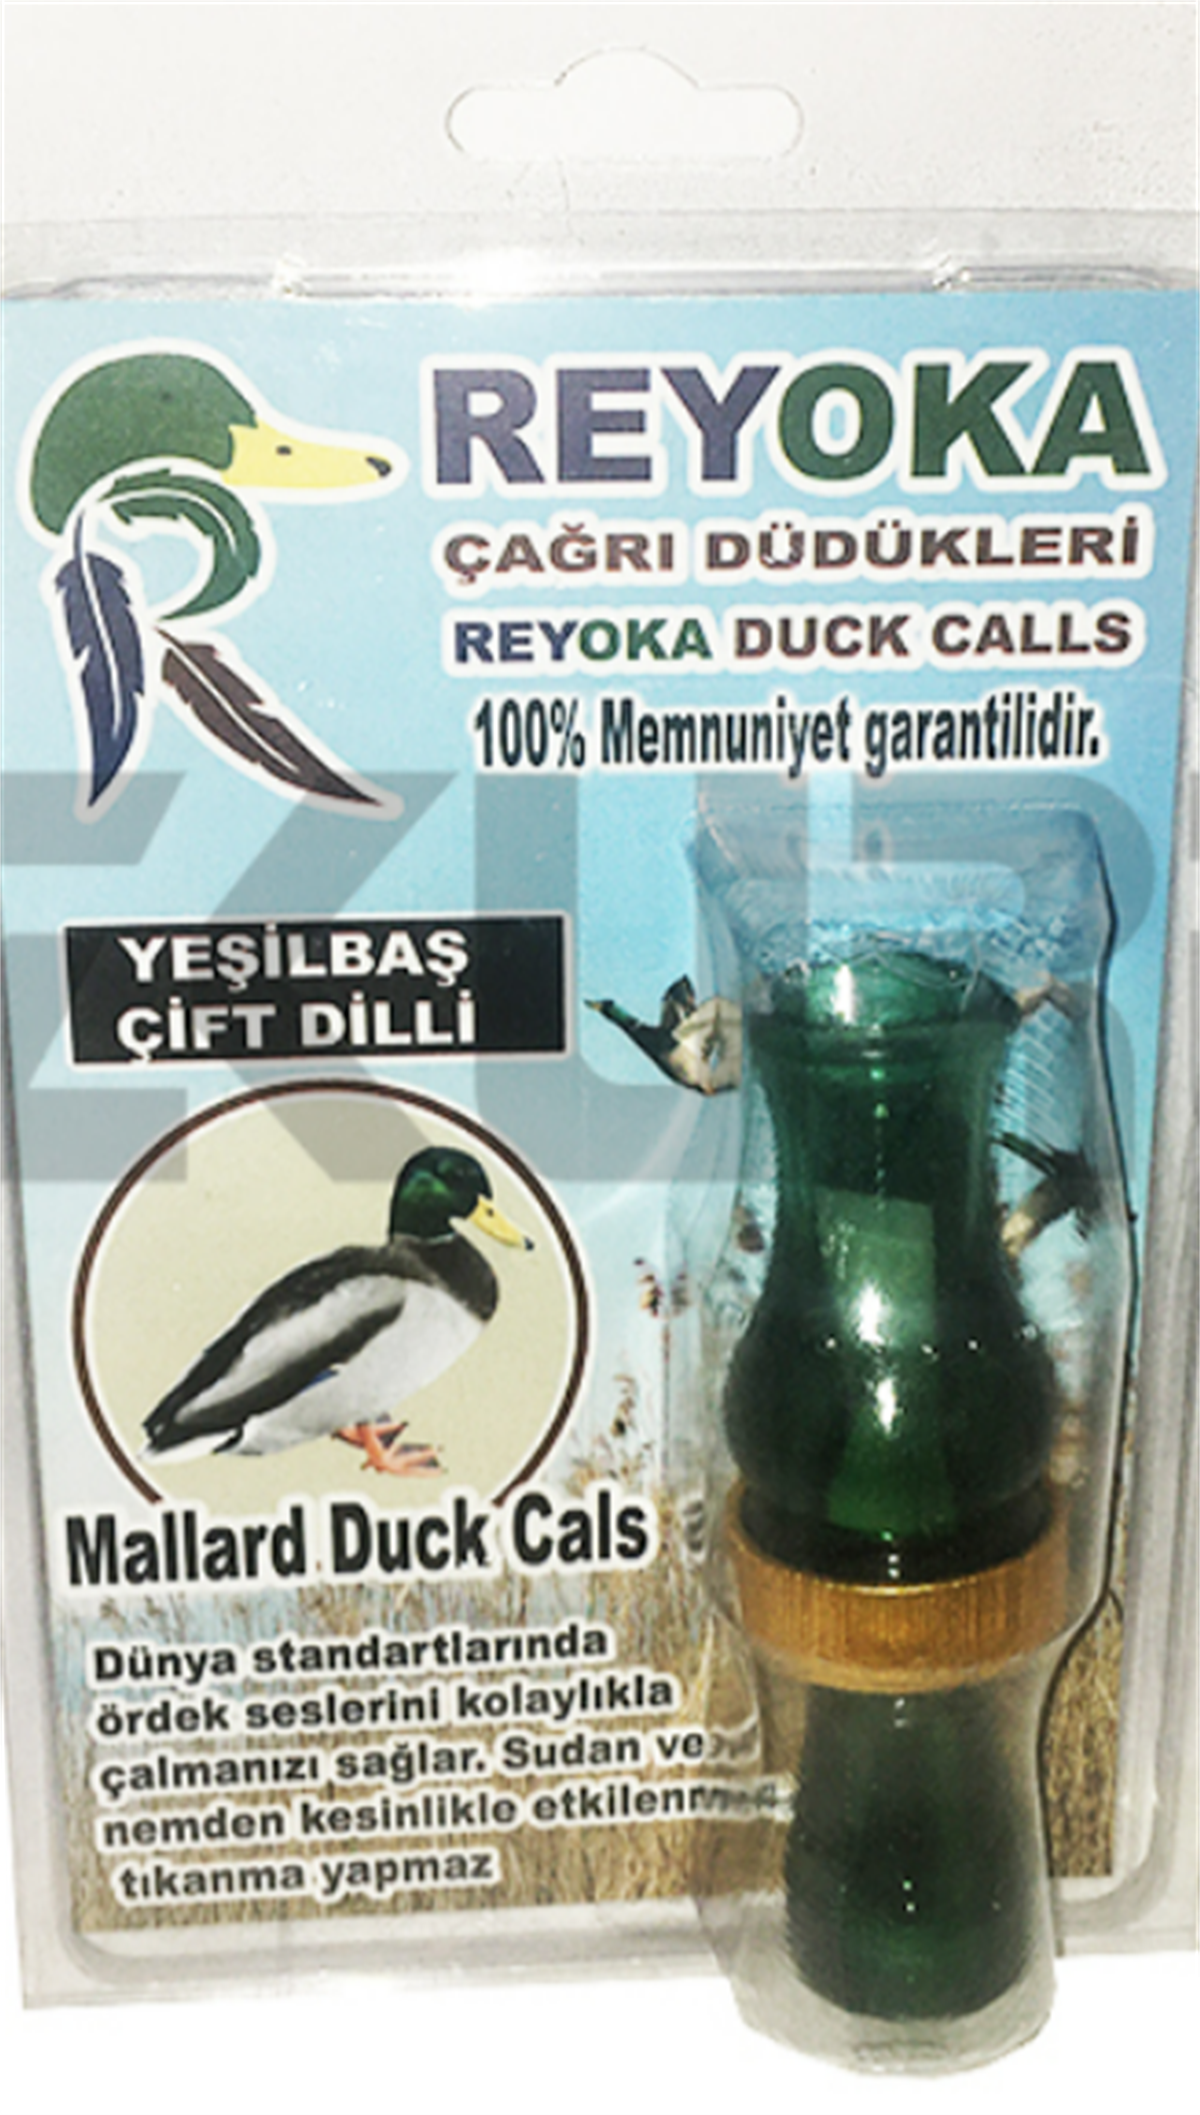 REYOKA
ÇAĞRI DÜDÜKLERİ
REYOKA DUCK CALLS
100% Memnuniyet garantilidir.
YEŞİLBAŞ
ÇİFT DİLLİ
Mallard Duck Cals
Dünya standartlarında
ördek seslerini kolaylıkla
çalmanızı sağlar. Sudan ve
nemden kesinlikle
tıkanma yapmaz